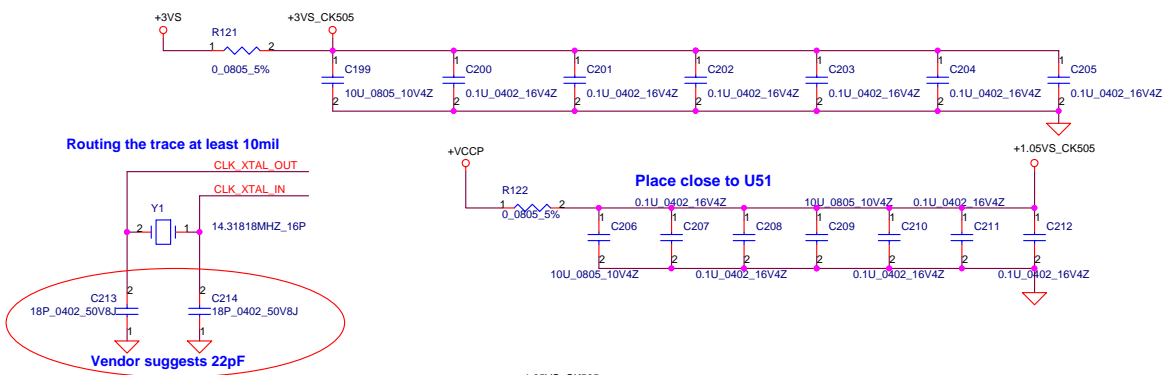 +3VS
+3VS_CK505
R121
1 2
0_0805_5%
1 1 1 1 1 1 1
C199 C200 C201 C202 C203 C204 C205
10U_0805_10V4Z 0.1U_0402_16V4Z 0.1U_0402_16V4Z 0.1U_0402_16V4Z 0.1U_0402_16V4Z 0.1U_0402_16V4Z 0.1U_0402_16V4Z
2 2 2 2 2 2 2
Routing the trace at least 10mil
CLK_XTAL_OUT
CLK_XTAL_IN
Y1
2 1
14.31818MHZ_16P
2 2
C213 C214
18P_0402_50V8J 18P_0402_50V8J
1 1
Vendor suggests 22pF
+VCCP
+1.05VS_CK505
Place close to U51
R122
1 2
0_0805_5%
0.1U_0402_16V4Z 10U_0805_10V4Z 0.1U_0402_16V4Z
1 1 1 1 1 1 1
C206 C207 C208 C209 C210 C211 C212
2 2 2 2 2 2 2
10U_0805_10V4Z 0.1U_0402_16V4Z 0.1U_0402_16V4Z 0.1U_0402_16V4Z